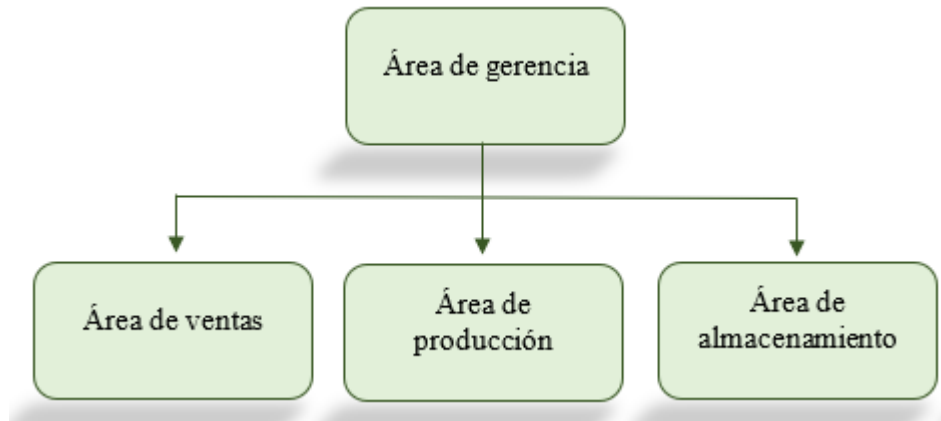 Área de gerencia
Área de ventas
Área de
producción
Área de
almacenamiento